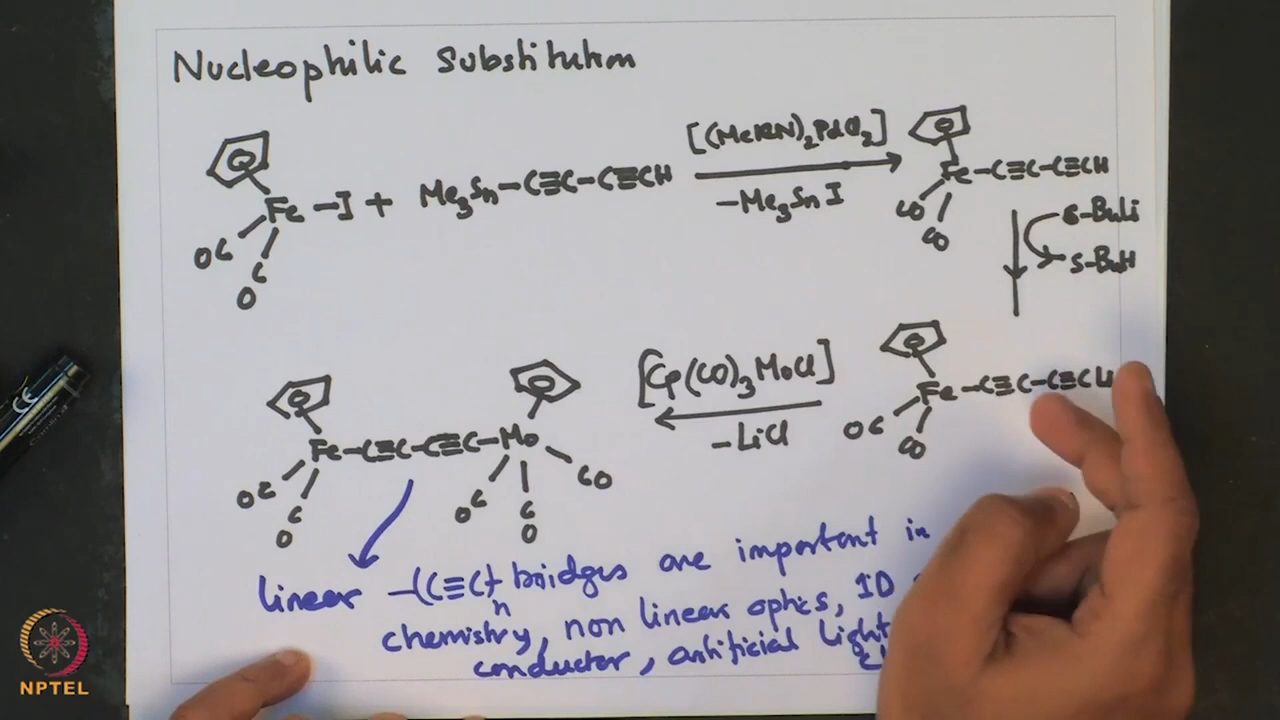 Nucleophilic Substitution
Fe-I + Me3Sn-C≡C-C≡CH
[(MeCN)2PdCl2]
-Me3SnI
Fe-C≡C-C≡CH
OC
C
O
CO
CO
s-BuLi
s-BuH
Fe-C≡C-C≡CLi
OC
CO
[Cp(CO)3MoCl]
-LiCl
Fe-C≡C-C≡C-Mo
OC
C
O
OC
C
O
CO
linear -(C≡C)n bridges are important in
chemistry, non linear optics, 1D
conductor, artificial light
NPTEL